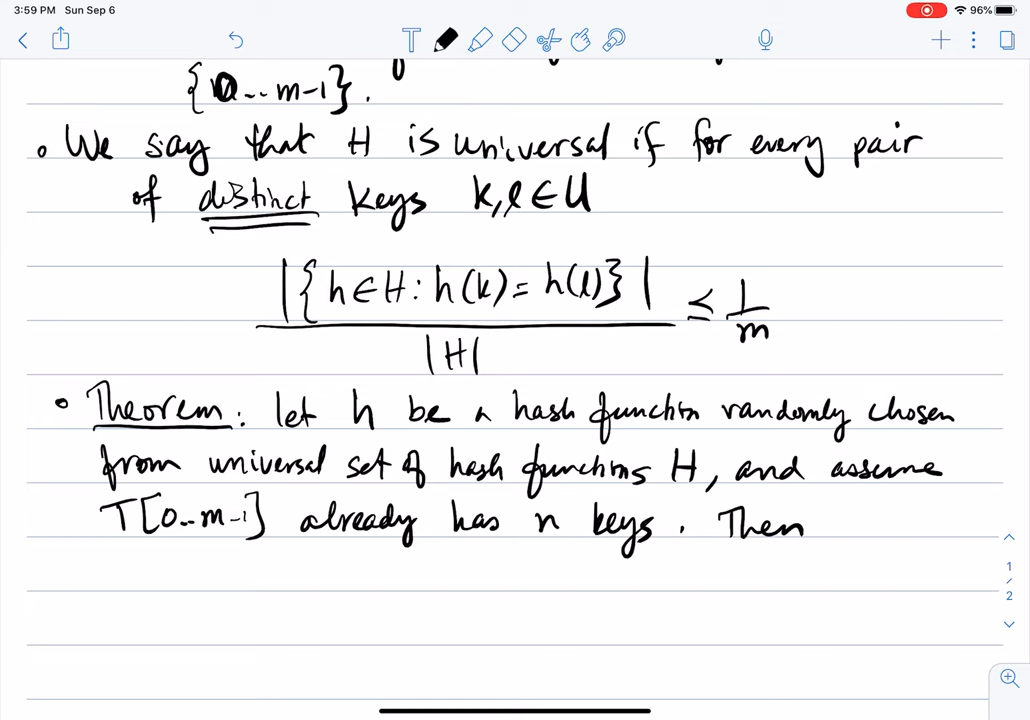 3:59 PM Sun Sep 6
96%
T
{0...m-1}.
• We say that H is universal if for every pair
of distinct keys k, l ∈ U
|{h ∈ H : h(k) = h(l)}|
≤ 1/m
|H|
• Theorem: let h be a hash function randomly chosen
from universal set of hash functions H, and assume
T[0..m-1] already has n keys. Then
1
/
2